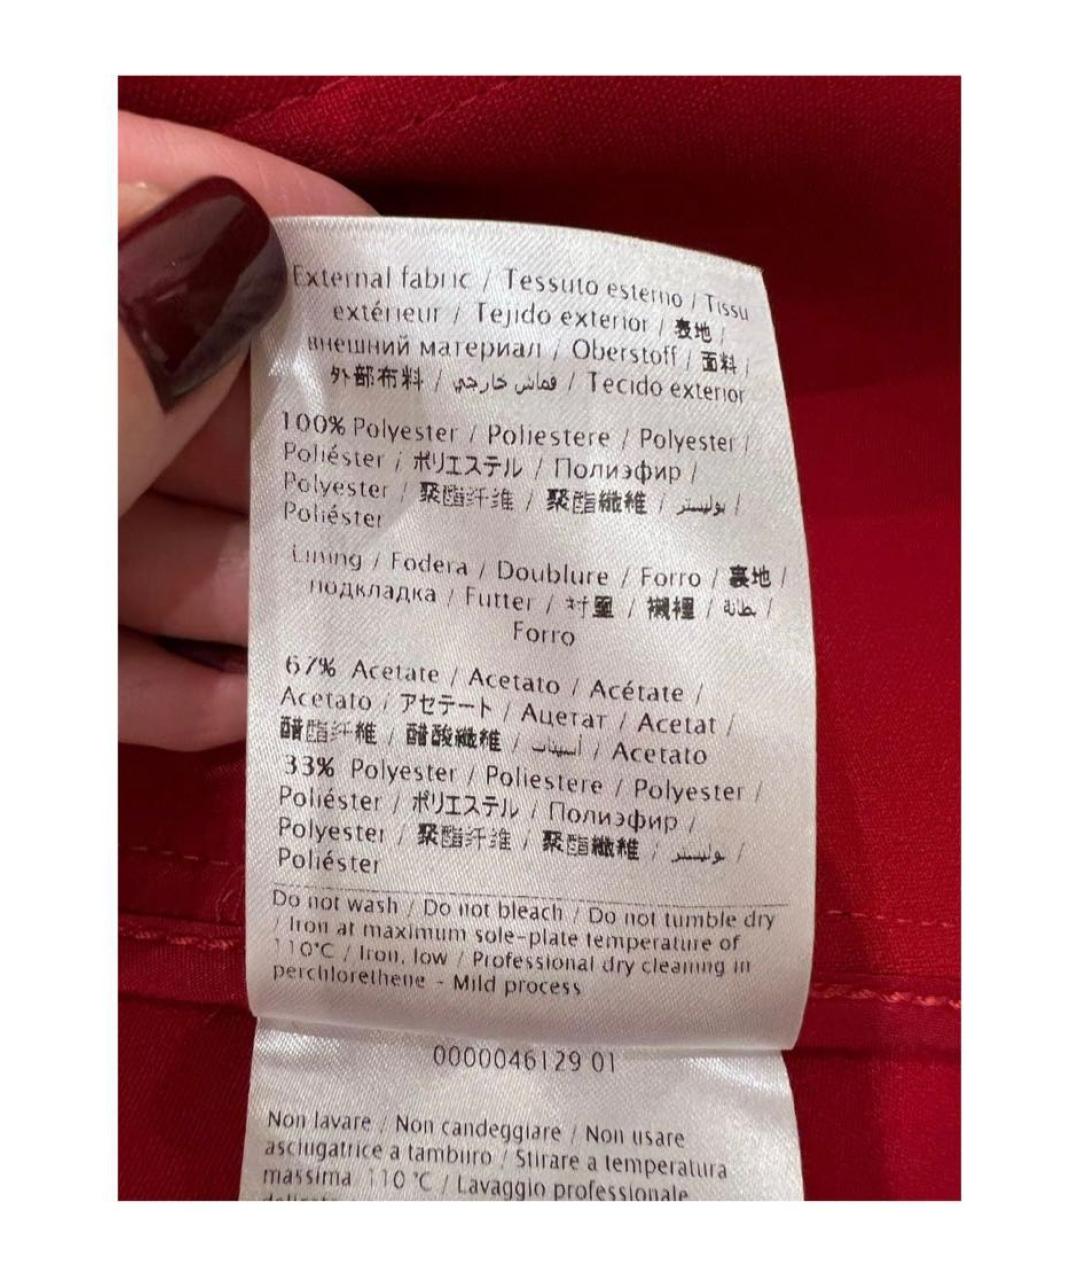 External fabric / Tessuto esterno / Tissu
extérieur / Tejido exterior / 表地 /
внешний материал / Oberstoff / 面料 /
外部布料 / قماش خارجي / Tecido exterior
100% Polyester / Poliestere / Polyester /
Poliéster / ポリエステル / Полиэфир /
Polyester / 聚酯纤维 / 聚酯纖維 / بوليستر /
Poliéster
Lining / Fodera / Doublure / Forro / 裏地 /
подкладка / Futter / 衬里 / 襯裡 / بطانة /
Forro
67% Acetate / Acetato / Acétate /
Acetato / アセテート / Ацетат / Acetat /
醋酯纤维 / 醋酸纖維 / أسيتات / Acetato
33% Polyester / Poliestere / Polyester /
Poliéster / ポリエステル / Полиэфир /
Polyester / 聚酯纤维 / 聚酯纖維 / بوليستر /
Poliéster
Do not wash / Do not bleach / Do not tumble dry
/ Iron at maximum sole-plate temperature of
110°C / Iron, low / Professional dry cleaning in
perchlorethene - Mild process
0000046129 01
Non lavare / Non candeggiare / Non usare
asciugatrice a tamburo / Stirare a temperatura
massima 110 °C / Lavaggio professionale